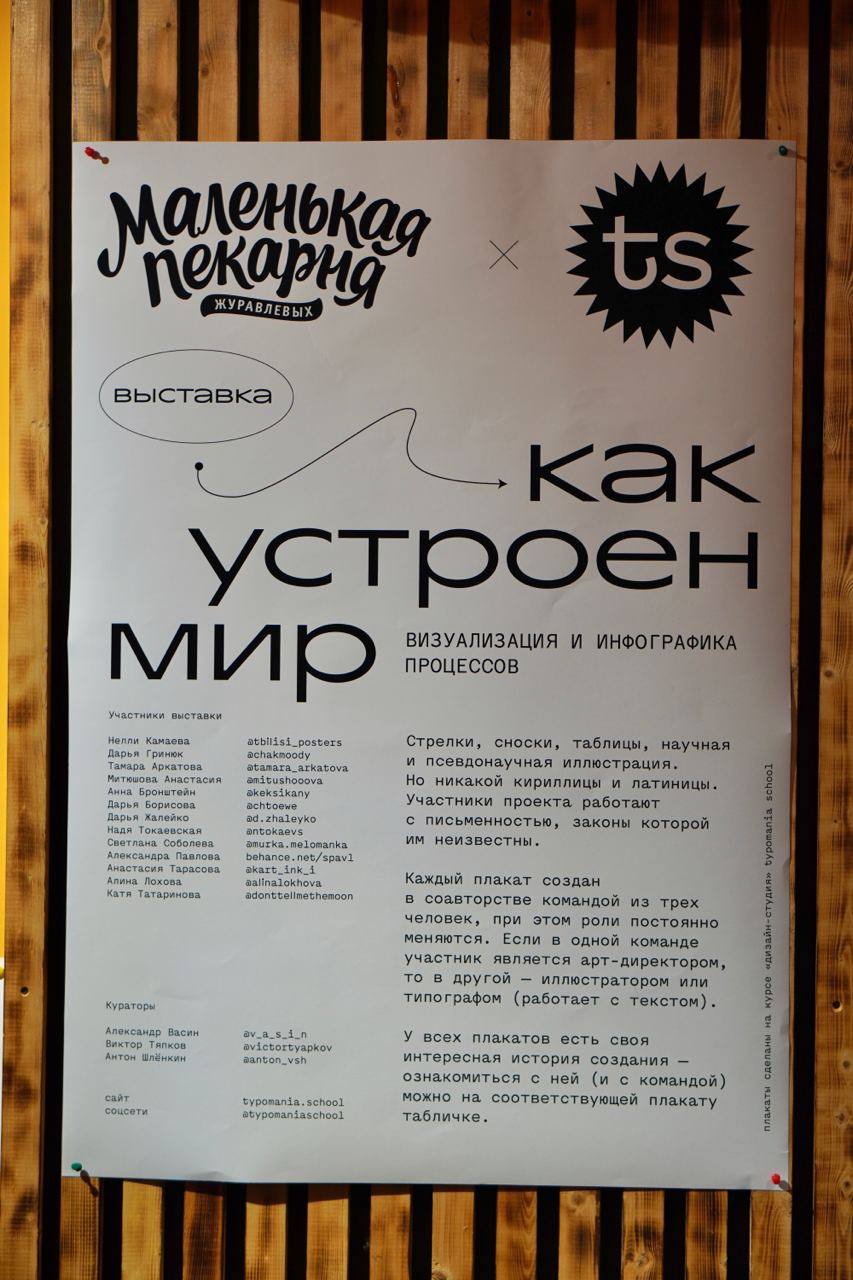 Маленькая
пекарня
ЖУРАВЛЕВЫХ
ts
выставка
как
устроен
мир
ВИЗУАЛИЗАЦИЯ И ИНФОГРАФИКА
ПРОЦЕССОВ
Участники выставки
Нелли Камаева @tbilisi_posters
Дарья Гринюк @chakmoody
Тамара Аркатова @tamara_arkatova
Митюшова Анастасия @mitushooova
Анна Бронштейн @keksikany
Дарья Борисова @chtoewe
Дарья Жалейко @d.zhaleyko
Надя Токаевская @ntokaevs
Светлана Соболева @murka.melomanka
Александра Павлова behance.net/spavl
Анастасия Тарасова @kart_ink_i
Алина Лохова @alinalokhova
Катя Татаринова @donttellmethemoon
Кураторы
Александр Васин @v_a_s_i_n
Виктор Тяпков @victortyapkov
Антон Шлёнкин @anton_vsh
сайт typomania.school
соцсети @typomaniaschool
Стрелки, сноски, таблицы, научная
и псевдонаучная иллюстрация.
Но никакой кириллицы и латиницы.
Участники проекта работают
с письменностью, законы которой
им неизвестны.
Каждый плакат создан
в соавторстве командой из трех
человек, при этом роли постоянно
меняются. Если в одной команде
участник является арт-директором,
то в другой — иллюстратором или
типографом (работает с текстом).
У всех плакатов есть своя
интересная история создания —
ознакомиться с ней (и с командой)
можно на соответствующей плакату
табличке.
плакаты сделаны на курсе «дизайн-студия» typomania school